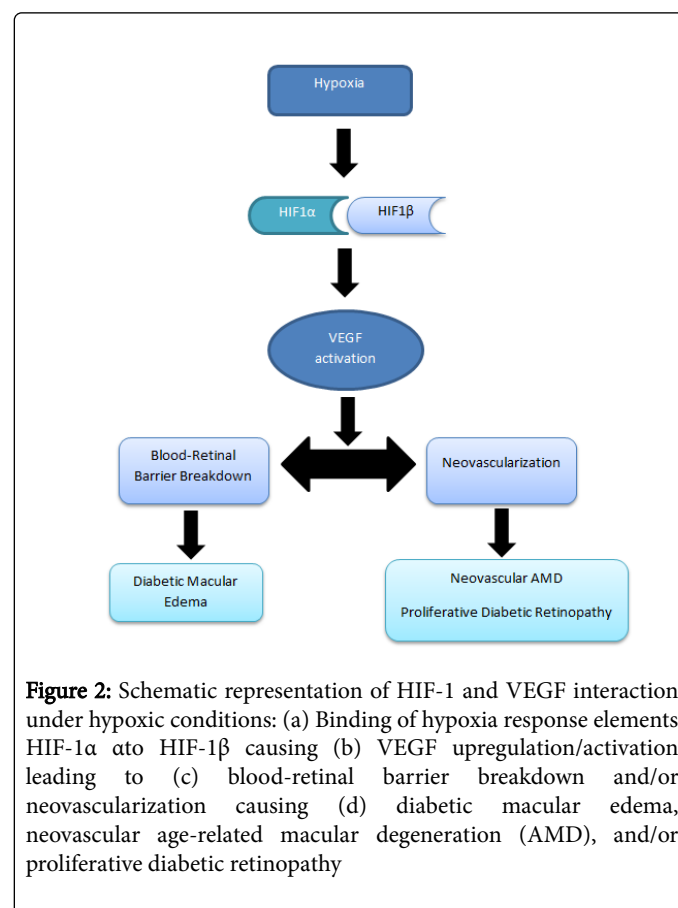 Hypoxia
HIF1α
HIF1β
VEGF
activation
Blood-Retinal
Barrier Breakdown
Neovascularization
Diabetic Macular
Edema
Neovascular AMD
Proliferative Diabetic Retinopathy
Figure 2: Schematic representation of HIF-1 and VEGF interaction
under hypoxic conditions: (a) Binding of hypoxia response elements
HIF-1α αto HIF-1β causing (b) VEGF upregulation/activation
leading to (c) blood-retinal barrier breakdown and/or
neovascularization causing (d) diabetic macular edema,
neovascular age-related macular degeneration (AMD), and/or
proliferative diabetic retinopathy